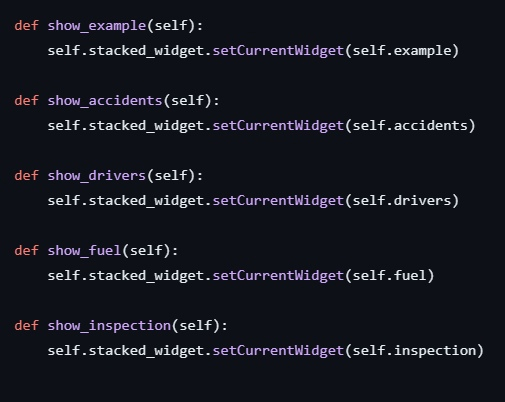 def show_example(self):
    self.stacked_widget.setCurrentWidget(self.example)

def show_accidents(self):
    self.stacked_widget.setCurrentWidget(self.accidents)

def show_drivers(self):
    self.stacked_widget.setCurrentWidget(self.drivers)

def show_fuel(self):
    self.stacked_widget.setCurrentWidget(self.fuel)

def show_inspection(self):
    self.stacked_widget.setCurrentWidget(self.inspection)